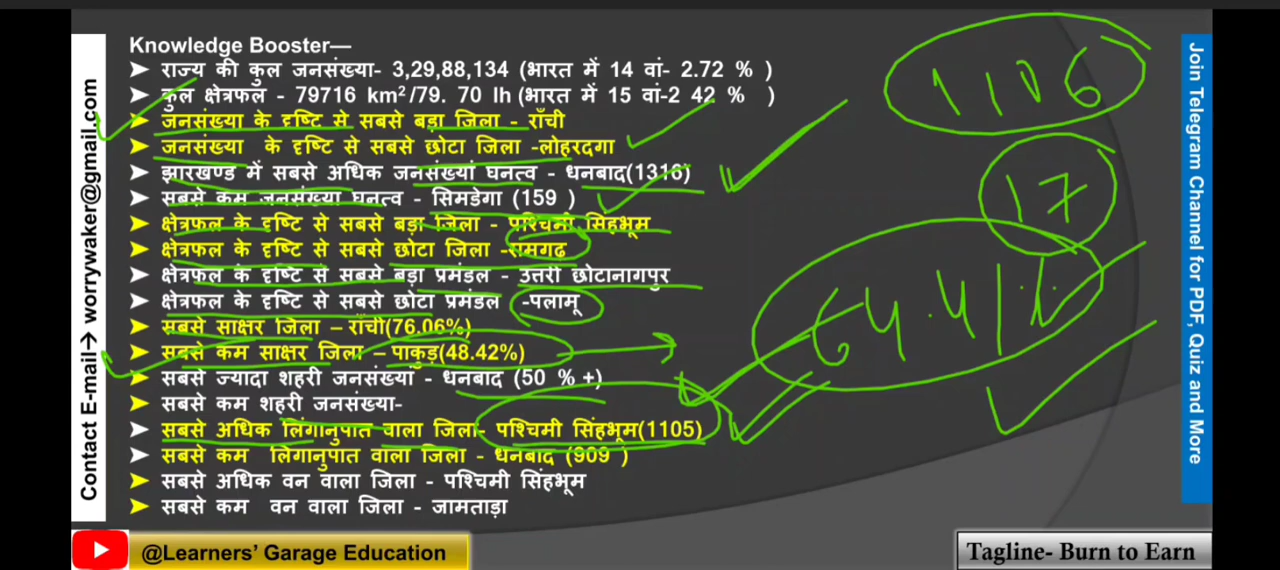 Knowledge Booster—
➤ राज्य की कुल जनसंख्या- 3,29,88,134 (भारत में 14 वां- 2.72 % )
➤ कुल क्षेत्रफल - 79716 km²/79. 70 lh (भारत में 15 वां-2 42 % )
➤ जनसंख्या के दृष्टि से सबसे बड़ा जिला - राँची
➤ जनसंख्या के दृष्टि से सबसे छोटा जिला -लोहरदगा
➤ झारखण्ड में सबसे अधिक जनसंख्यां घनत्व - धनबाद(1316)
➤ सबसे कम जनसंख्या घनत्व - सिमडेगा (159 )
➤ क्षेत्रफल के दृष्टि से सबसे बड़ा जिला - पश्चिमी सिंहभूम
➤ क्षेत्रफल के दृष्टि से सबसे छोटा जिला -रामगढ़
➤ क्षेत्रफल के दृष्टि से सबसे बड़ा प्रमंडल - उत्तरी छोटानागपुर
➤ क्षेत्रफल के दृष्टि से सबसे छोटा प्रमंडल -पलामू
➤ सबसे साक्षर जिला – राँची(76.06%)
➤ सबसे कम साक्षर जिला – पाकुड़(48.42%)
➤ सबसे ज्यादा शहरी जनसंख्यां - धनबाद (50 % +)
➤ सबसे कम शहरी जनसंख्या-
➤ सबसे अधिक लिंगानुपात वाला जिला- पश्चिमी सिंहभूम(1105)
➤ सबसे कम लिंगानुपात वाला जिला - धनबाद (909 )
➤ सबसे अधिक वन वाला जिला - पश्चिमी सिंहभूम
➤ सबसे कम वन वाला जिला - जामताड़ा
17
Contact E-mail→ worrywaker@gmail.com
Join Telegram Channel for PDF, Quiz and More
@Learners’ Garage Education
Tagline- Burn to Earn